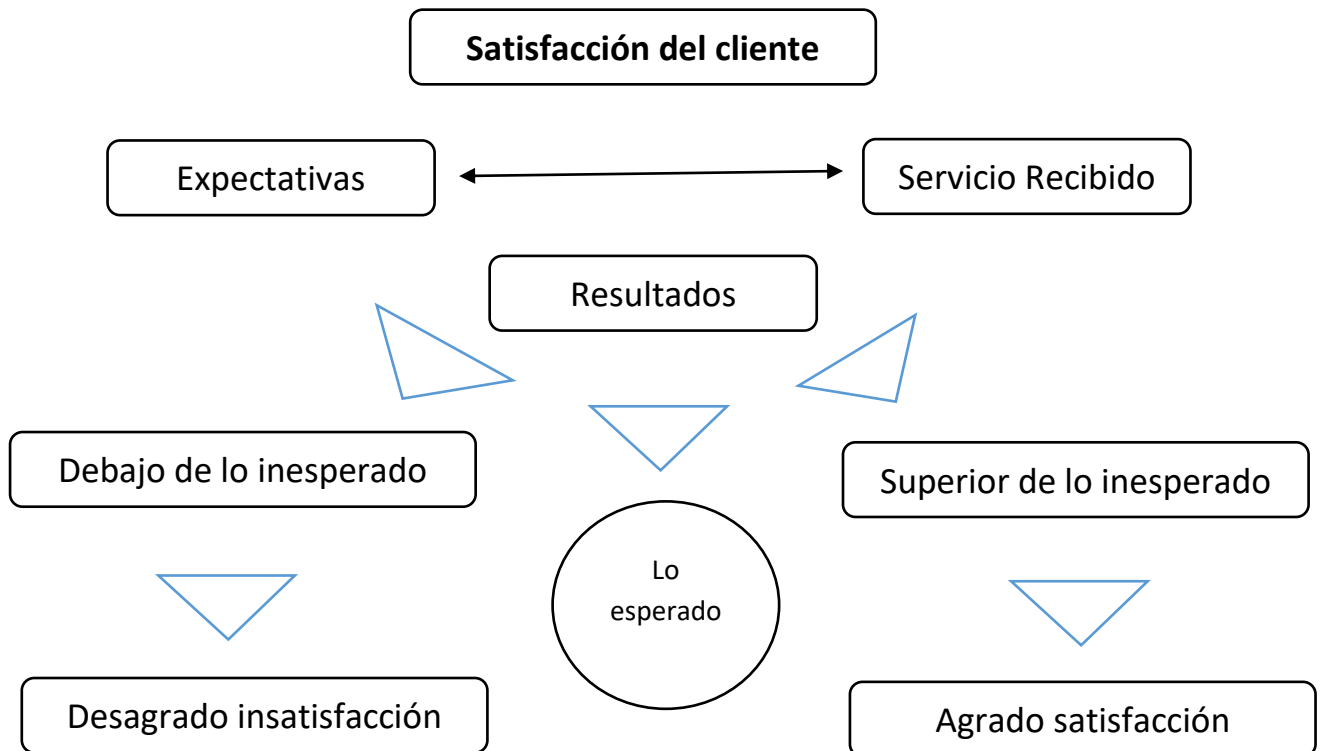 Satisfacción del cliente
Expectativas
Servicio Recibido
Resultados
Debajo de lo inesperado
Superior de lo inesperado
Lo
esperado
Desagrado insatisfacción
Agrado satisfacción